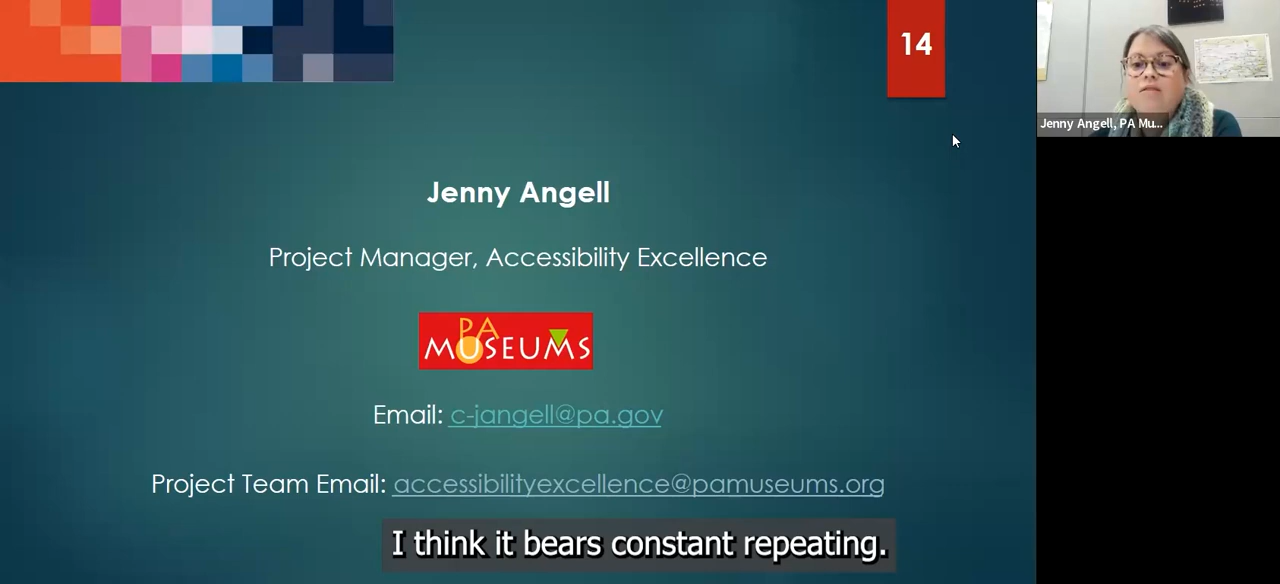 14
Jenny Angell, PA Mu...
Jenny Angell
Project Manager, Accessibility Excellence
PA
MUSEUMS
Email: c-jangell@pa.gov
Project Team Email: accessibilityexcellence@pamuseums.org
I think it bears constant repeating.